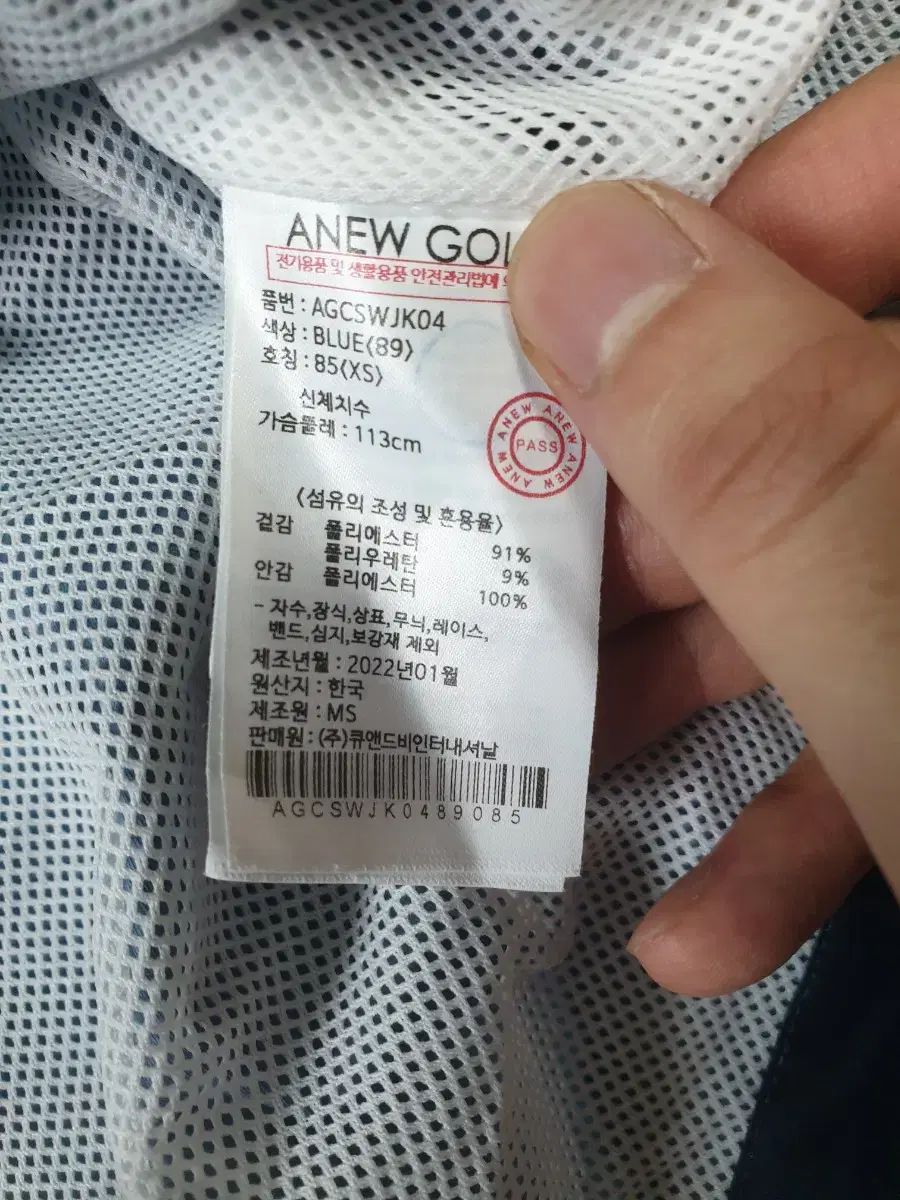 ANEW GOL
전기용품 및 생활용품 안전관리법에
품번 : AGCSWJK04
색상 : BLUE(89)
호칭 : 85(XS)
신체치수
가슴둘레 : 113cm
ANEW ANEW ANEW ANEW
PASS
(섬유의 조성 및 혼용율)
겉감 폴리에스터 91%
폴리우레탄 9%
안감 폴리에스터 100%
- 자수,장식,상표,무늬,레이스,
밴드,심지,보강재 제외
제조년월 : 2022년01월
원산지 : 한국
제조원 : MS
판매원 : (주)큐앤드비인터내셔날
AGCSWJK0489085